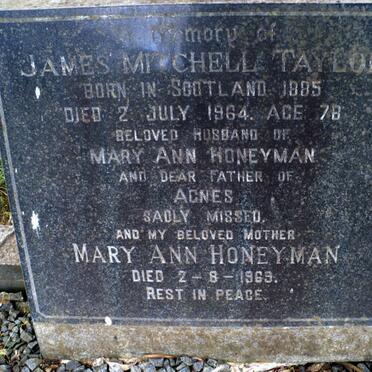 In memory of
JAMES MITCHELL TAYLOR
BORN IN SCOTLAND 1885
DIED 2 JULY 1964. AGE 78
BELOVED HUSBAND OF
MARY ANN HONEYMAN
AND DEAR FATHER OF
AGNES
SADLY MISSED,
AND MY BELOVED MOTHER
MARY ANN HONEYMAN
DIED 2-8-1969.
REST IN PEACE.